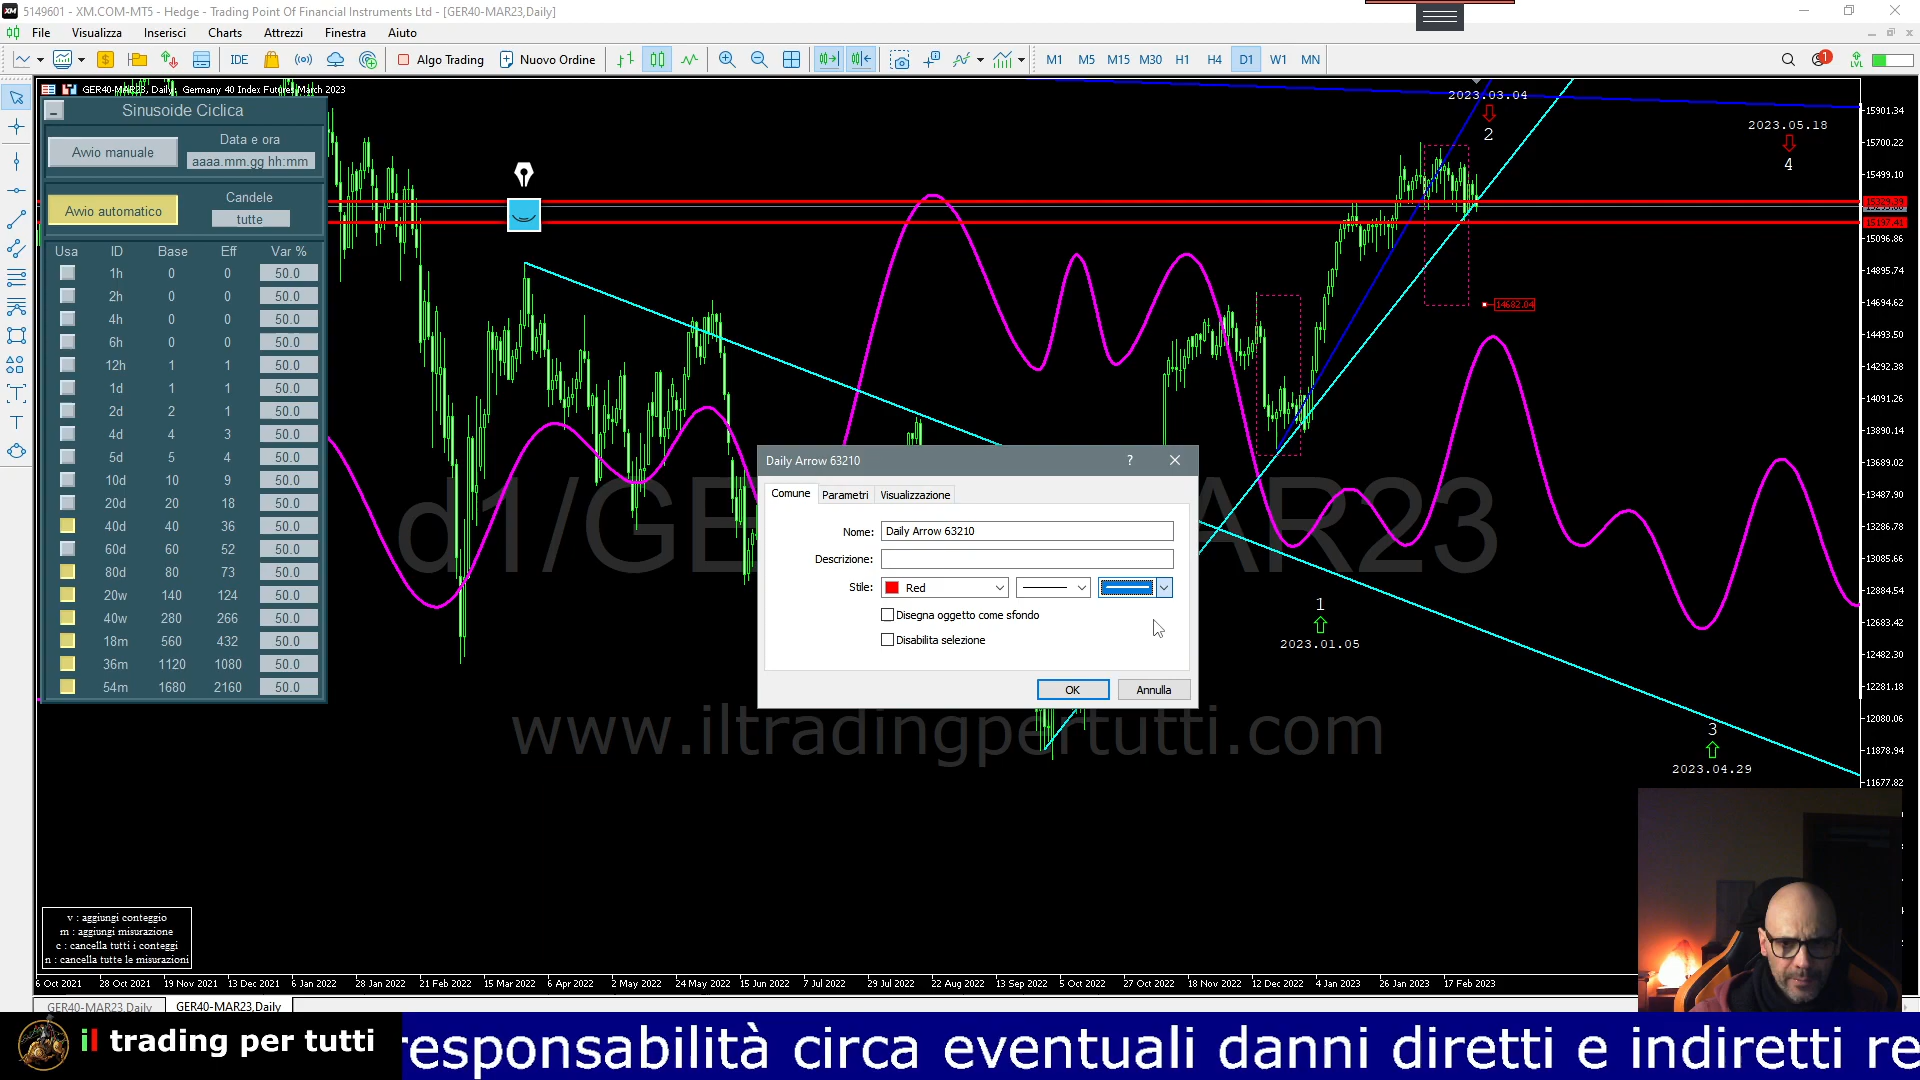 5149601 - XM.COM-MT5 - Hedge - Trading Point Of Financial Instruments Ltd - [GER40-MAR23,Daily]
File Visualizza Inserisci Charts Attrezzi Finestra Aiuto
IDE Algo Trading Nuovo Ordine M1 M5 M15 M30 H1 H4 D1 W1 MN 1 LVL
GER40-MAR23, Daily: Germany 40 Index Futures March 2023
Sinusoide Ciclica
Avvio manuale
Data e ora
aaaa.mm.gg hh:mm
Avvio automatico
Candele
tutte
Usa ID Base Eff Var %
1h 0 0 50.0
2h 0 0 50.0
4h 0 0 50.0
6h 0 0 50.0
12h 1 1 50.0
1d 1 1 50.0
2d 2 1 50.0
4d 4 3 50.0
5d 5 4 50.0
10d 10 9 50.0
20d 20 18 50.0
40d 40 36 50.0
60d 60 52 50.0
80d 80 73 50.0
20w 140 124 50.0
40w 280 266 50.0
18m 560 432 50.0
36m 1120 1080 50.0
54m 1680 2160 50.0
2023.03.04
2
2023.05.18
4
14682.04
1
2023.01.05
3
2023.04.29
d1/GE AR23
www.iltradingpertutti.com
Daily Arrow 63210 ?
Comune Parametri Visualizzazione
Nome: Daily Arrow 63210
Descrizione:
Stile: Red
Disegna oggetto come sfondo
Disabilita selezione
OK Annulla
15901.34
15700.22
15499.10
15197.41
15096.86
14895.74
14694.62
14493.50
14292.38
14091.26
13890.14
13689.02
13487.90
13286.78
13085.66
12884.54
12683.42
12482.30
12281.18
12080.06
11878.94
11677.82
v : aggiungi conteggio
m : aggiungi misurazione
c : cancella tutti i conteggi
n : cancella tutte le misurazioni
6 Oct 2021 28 Oct 2021 19 Nov 2021 13 Dec 2021 6 Jan 2022 28 Jan 2022 21 Feb 2022 15 Mar 2022 6 Apr 2022 2 May 2022 24 May 2022 15 Jun 2022 7 Jul 2022 29 Jul 2022 22 Aug 2022 13 Sep 2022 5 Oct 2022 27 Oct 2022 18 Nov 2022 12 Dec 2022 4 Jan 2023 26 Jan 2023 17 Feb 2023
GER40-MAR23,Daily GER40-MAR23,Daily
il trading per tutti
responsabilità circa eventuali danni diretti e indiretti re